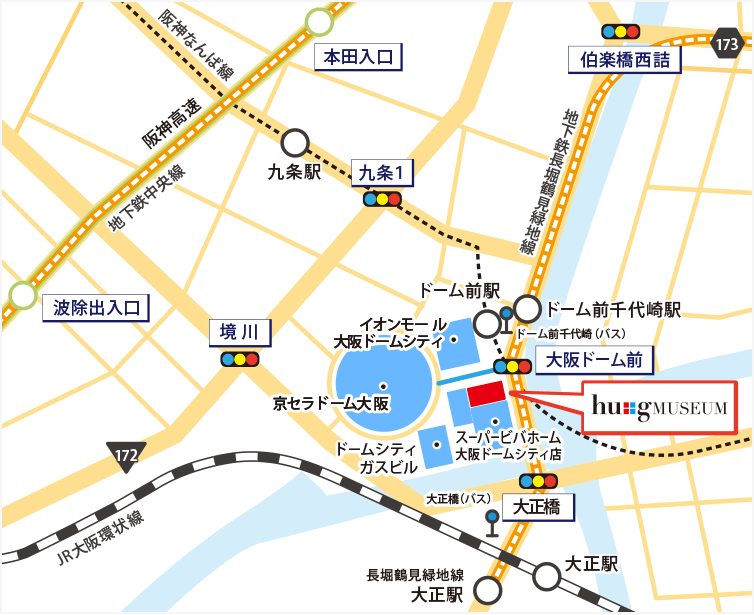 阪神なんば線
本田入口
伯楽橋西詰
173
阪神高速
地下鉄中央線
九条駅
九条1
地下鉄長堀鶴見緑地線
波除出入口
境川
ドーム前駅
ドーム前千代崎駅
ドーム前千代崎(バス)
イオンモール
大阪ドームシティ
大阪ドーム前
京セラドーム大阪
hu::g MUSEUM
スーパービバホーム
大阪ドームシティ店
ドームシティ
ガスビル
172
大正橋(バス)
大正橋
JR大阪環状線
大正駅
長堀鶴見緑地線
大正駅